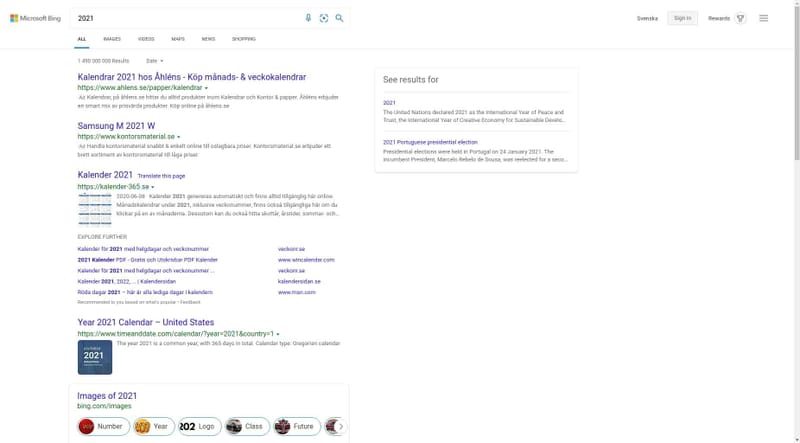 Microsoft Bing
2021
Svenska
Sign in
Rewards
ALL
IMAGES
VIDEOS
MAPS
NEWS
SHOPPING
1 490 000 000 Results
Date
Kalendrar 2021 hos Åhléns - Köp månads- & veckokalendrar
https://www.ahlens.se/papper/kalendrar
Ad Kalendrar, på åhlens.se hittar du alltid produkter inom Kalendrar och Kontor & papper. Åhléns erbjuder
en smart mix av prisvärda produkter. Köp online på åhlens.se
Samsung M 2021 W
https://www.kontorsmaterial.se
Ad Handla kontorsmaterial snabbt & enkelt online till oslagbara priser. Kontorsmaterial.se erbjuder ett
brett sortiment av kontorsmaterial till låga priser
Kalender 2021 Translate this page
https://kalender-365.se
2020-06-08 · Kalender 2021 genereras automatiskt och finns alltid tillgänglig här online
Månadskalendrar under 2021, inklusive veckonummer, finns också tillgängliga här om du
klickar på en av månaderna. Dessutom kan du också hitta skottår, årstider, sommar- och...
EXPLORE FURTHER
Kalender för 2021 med helgdagar och veckonummer
veckonr.se
2021 Kalender PDF - Gratis och Utskrivbar PDF Kalender
www.wincalendar.com
Kalender för 2021 med helgdagar och veckonummer ...
veckonr.se
Kalender 2021, 2022, ... | Kalendersidan
kalendersidan.se
Röda dagar 2021 – här är alla lediga dagar i kalendern
www.msn.com
Recommended to you based on what's popular • Feedback
Year 2021 Calendar – United States
https://www.timeanddate.com/calendar/?year=2021&country=1
2021
The year 2021 is a common year, with 365 days in total. Calendar type: Gregorian calendar
Images of 2021
bing.com/images
Number
Year
202
Logo
Class
Future
See results for
2021
The United Nations declared 2021 as the International Year of Peace and
Trust, the International Year of Creative Economy for Sustainable Develo...
2021 Portuguese presidential election
Presidential elections were held in Portugal on 24 January 2021. The
incumbent President, Marcelo Rebelo de Sousa, was reelected for a seco...